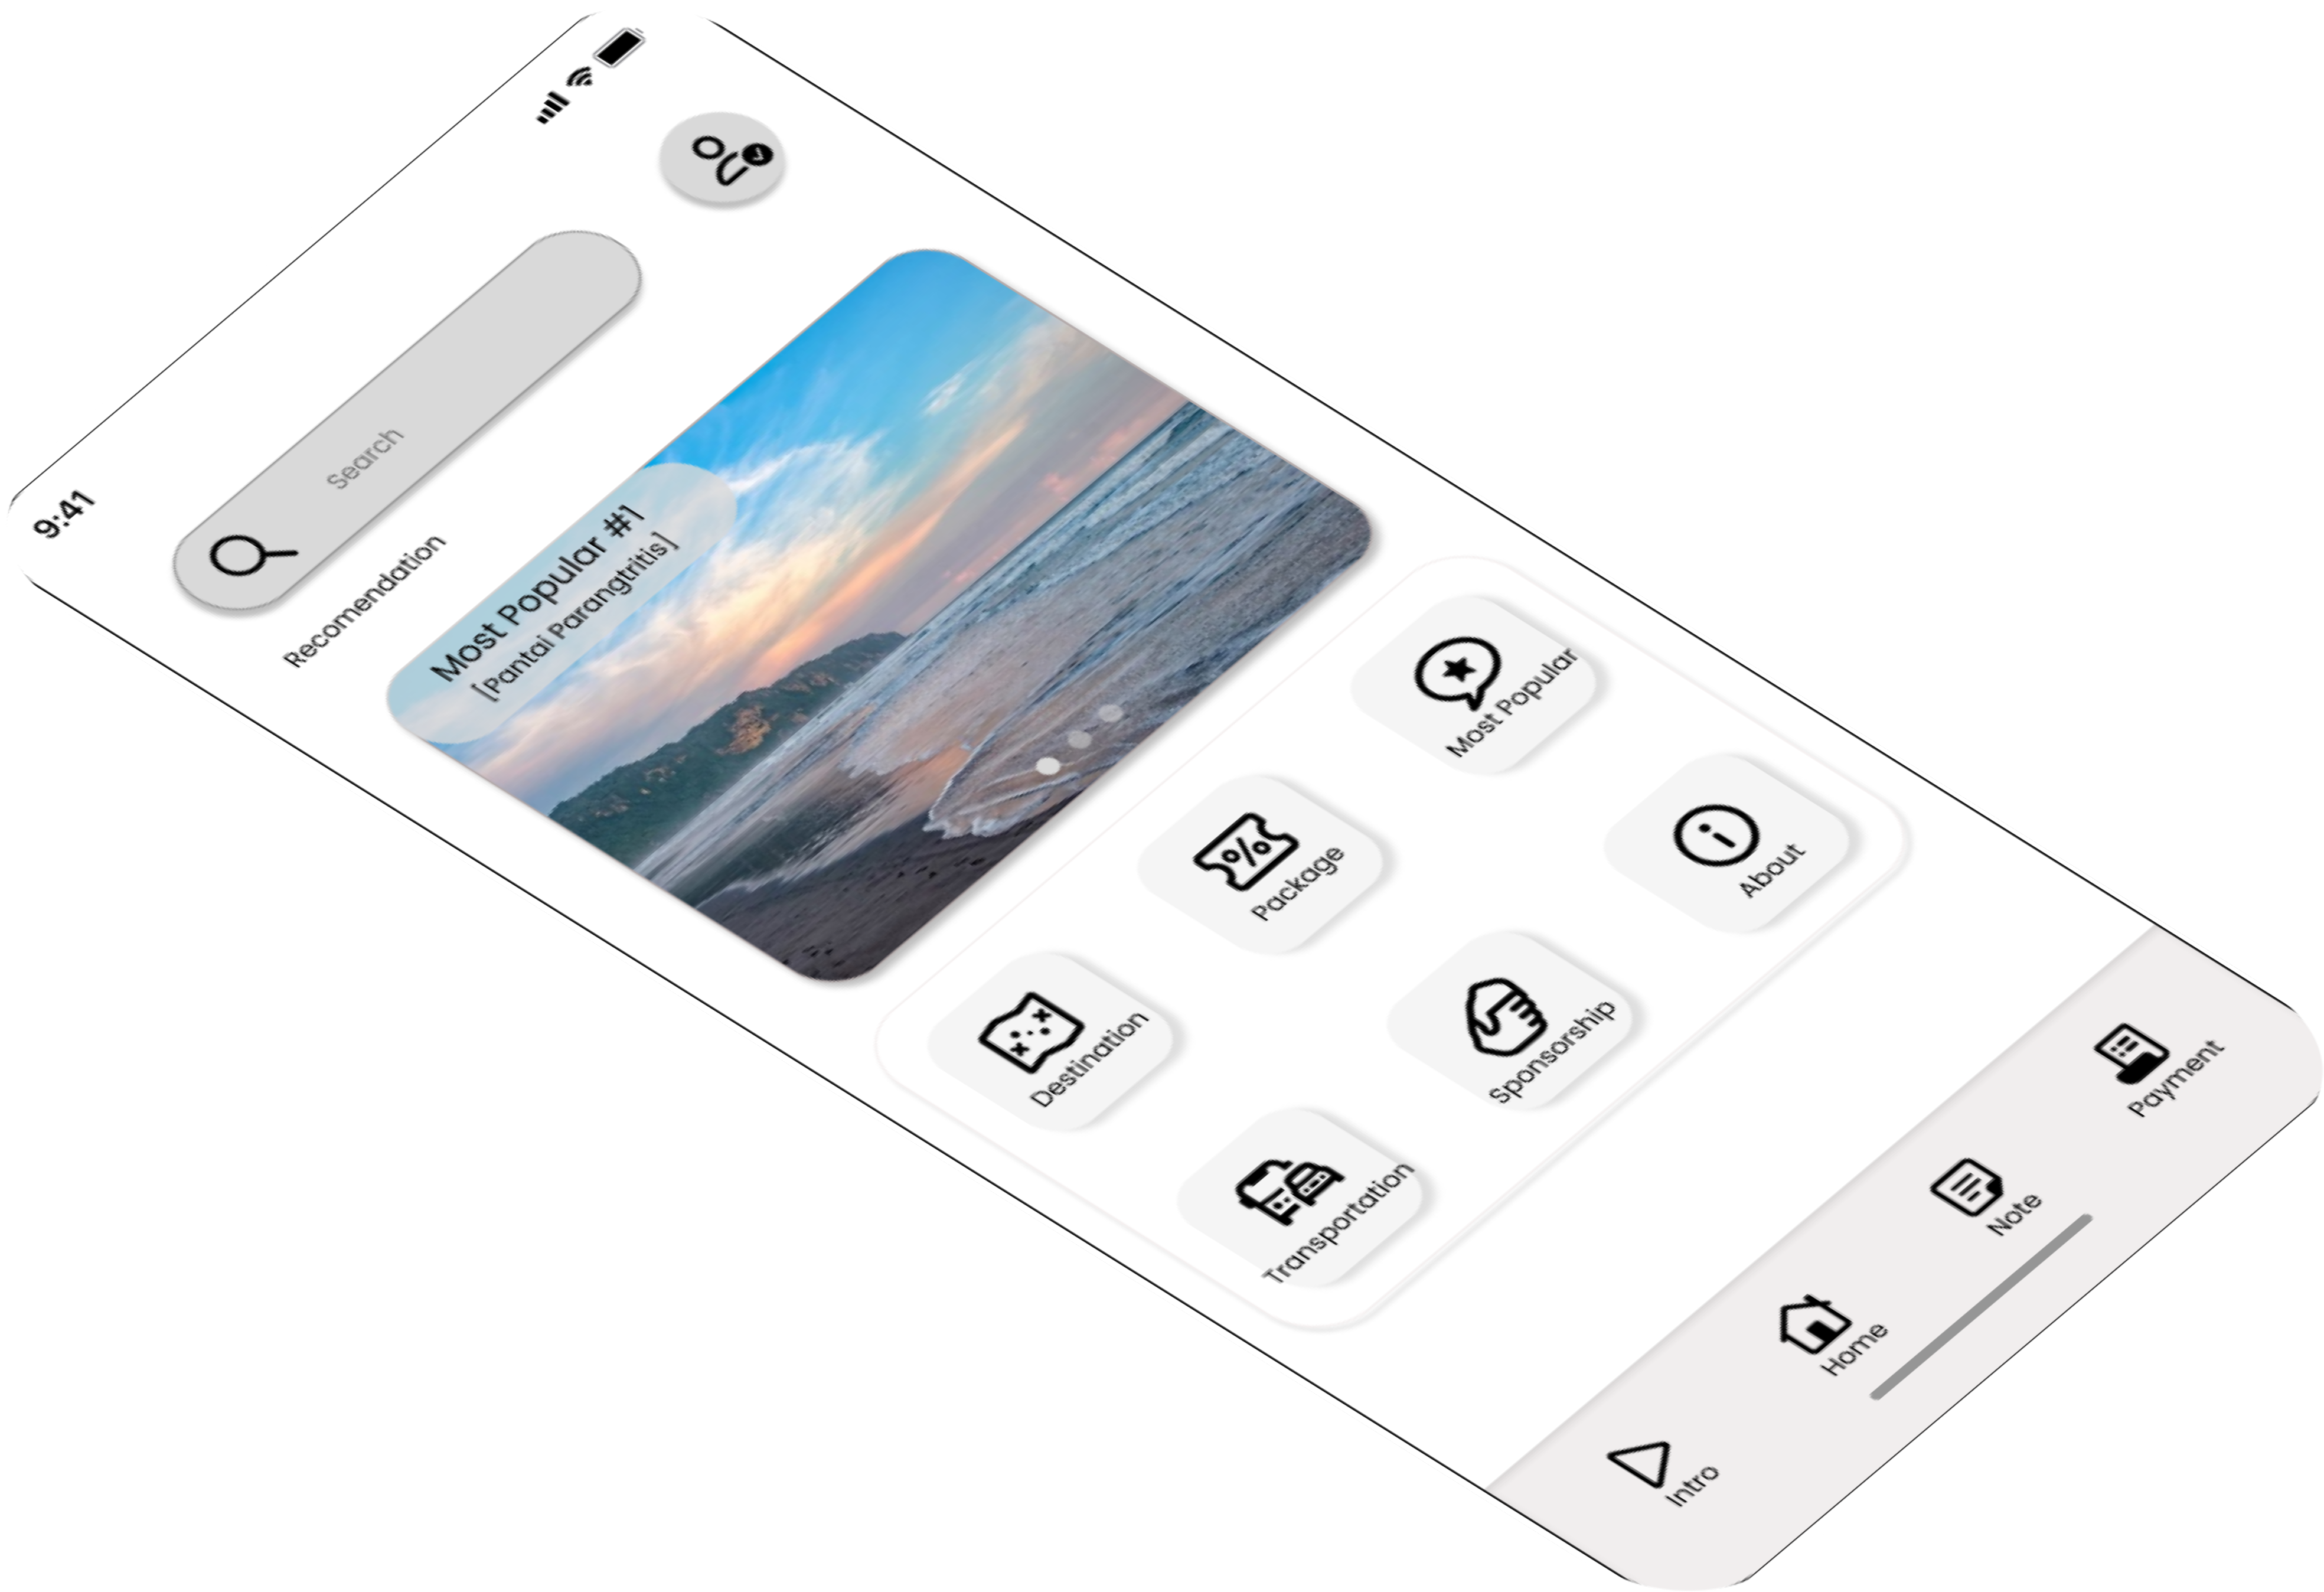 9:41
Search
Recomendation
Most Popular #1
[Pantai Parangtritis]
Destination
Package
Most Popular
Transportation
Sponsorship
About
Intro
Home
Note
Payment